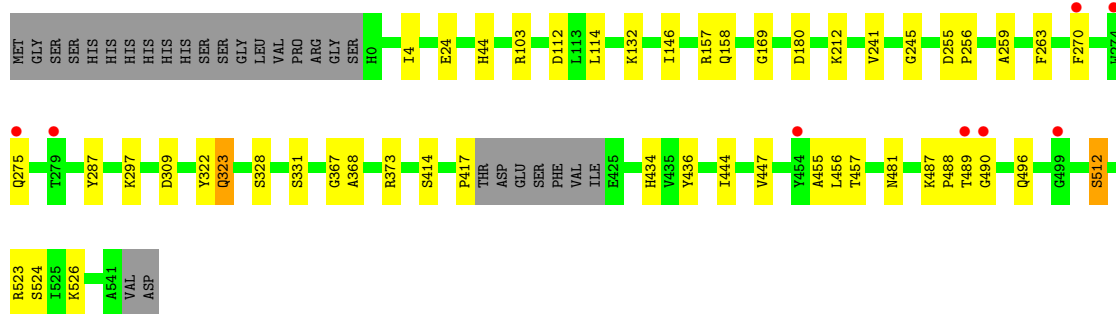 MET GLY SER SER HIS HIS HIS HIS HIS HIS SER SER GLY LEU VAL PRO ARG GLY SER H0 I4 E24 H44 R103 D112 L113 L114 K132 I146 R157 Q158 G169 D180 K212 V241 G245 D255 P256 A259 F263 F270
Q275 T279 Y287 K297 D309 Y322 Q323 S328 S331 G367 A368 R373 S414 P417 THR ASP GLU SER PHE VAL ILE E425 H434 V435 Y436 I444 V447 Y454 A455 L456 T457 N481 K487 P488 T489 G490 Q496 G499 S512
R523 S524 I525 K526 A541 VAL ASP